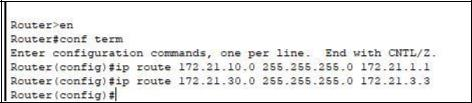 Router>en
Router#conf term
Enter configuration commands, one per line.  End with CNTL/Z.
Router(config)#ip route 172.21.10.0 255.255.255.0 172.21.1.1
Router(config)#ip route 172.21.30.0 255.255.255.0 172.21.3.3
Router(config)#